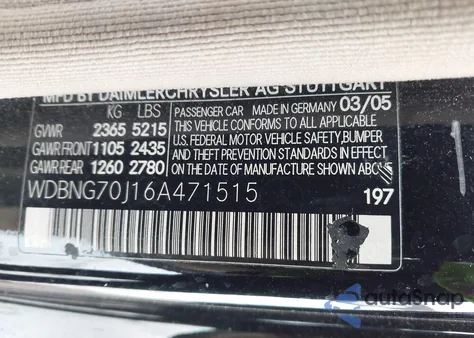 MFD BY DAIMLERCHRYSLER AG STUTTGART
KG LBS
GVWR 2365 5215
GAWR FRONT 1105 2435
GAWR REAR 1260 2780
PASSENGER CAR MADE IN GERMANY 03/05
THIS VEHICLE CONFORMS TO ALL APPLICABLE
U.S. FEDERAL MOTOR VEHICLE SAFETY, BUMPER
AND THEFT PREVENTION STANDARDS IN EFFECT
ON THE DATE OF MANUFACTURE SHOWN ABOVE
WDBNG70J16A471515
197
autoSnap